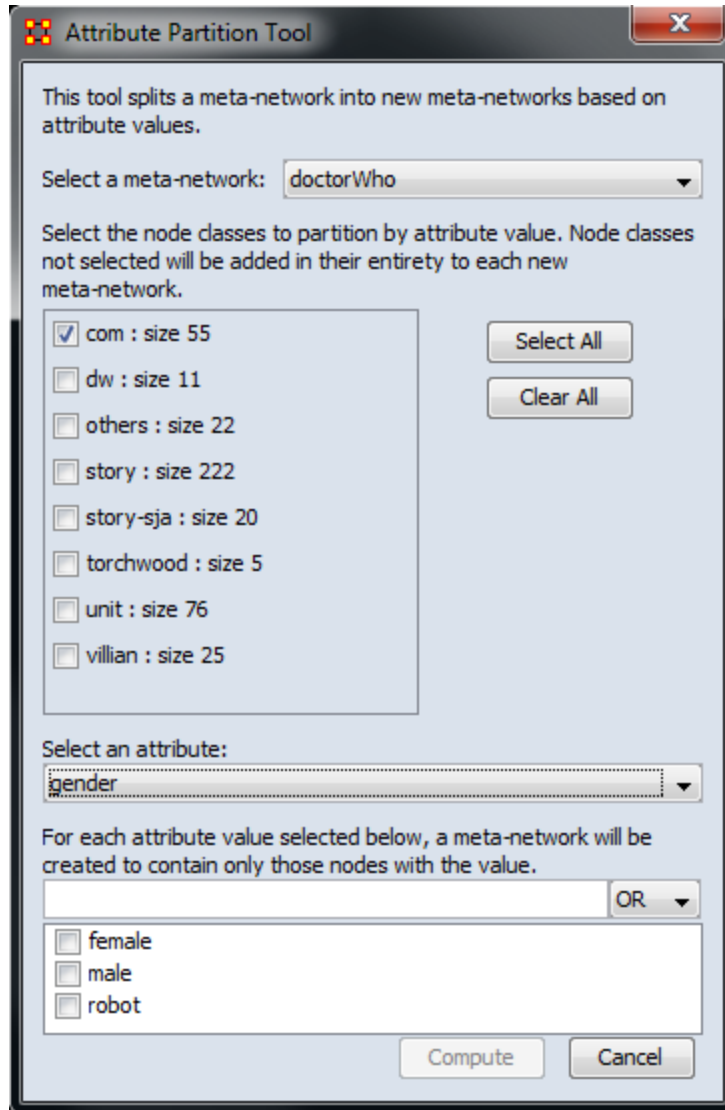 Attribute Partition Tool
This tool splits a meta-network into new meta-networks based on
attribute values.
Select a meta-network: doctorWho
Select the node classes to partition by attribute value. Node classes
not selected will be added in their entirety to each new
meta-network.
com : size 55
Select All
dw : size 11
Clear All
others : size 22
story : size 222
story-sja : size 20
torchwood : size 5
unit : size 76
villian : size 25
Select an attribute:
gender
For each attribute value selected below, a meta-network will be
created to contain only those nodes with the value.
OR
female
male
robot
Compute Cancel